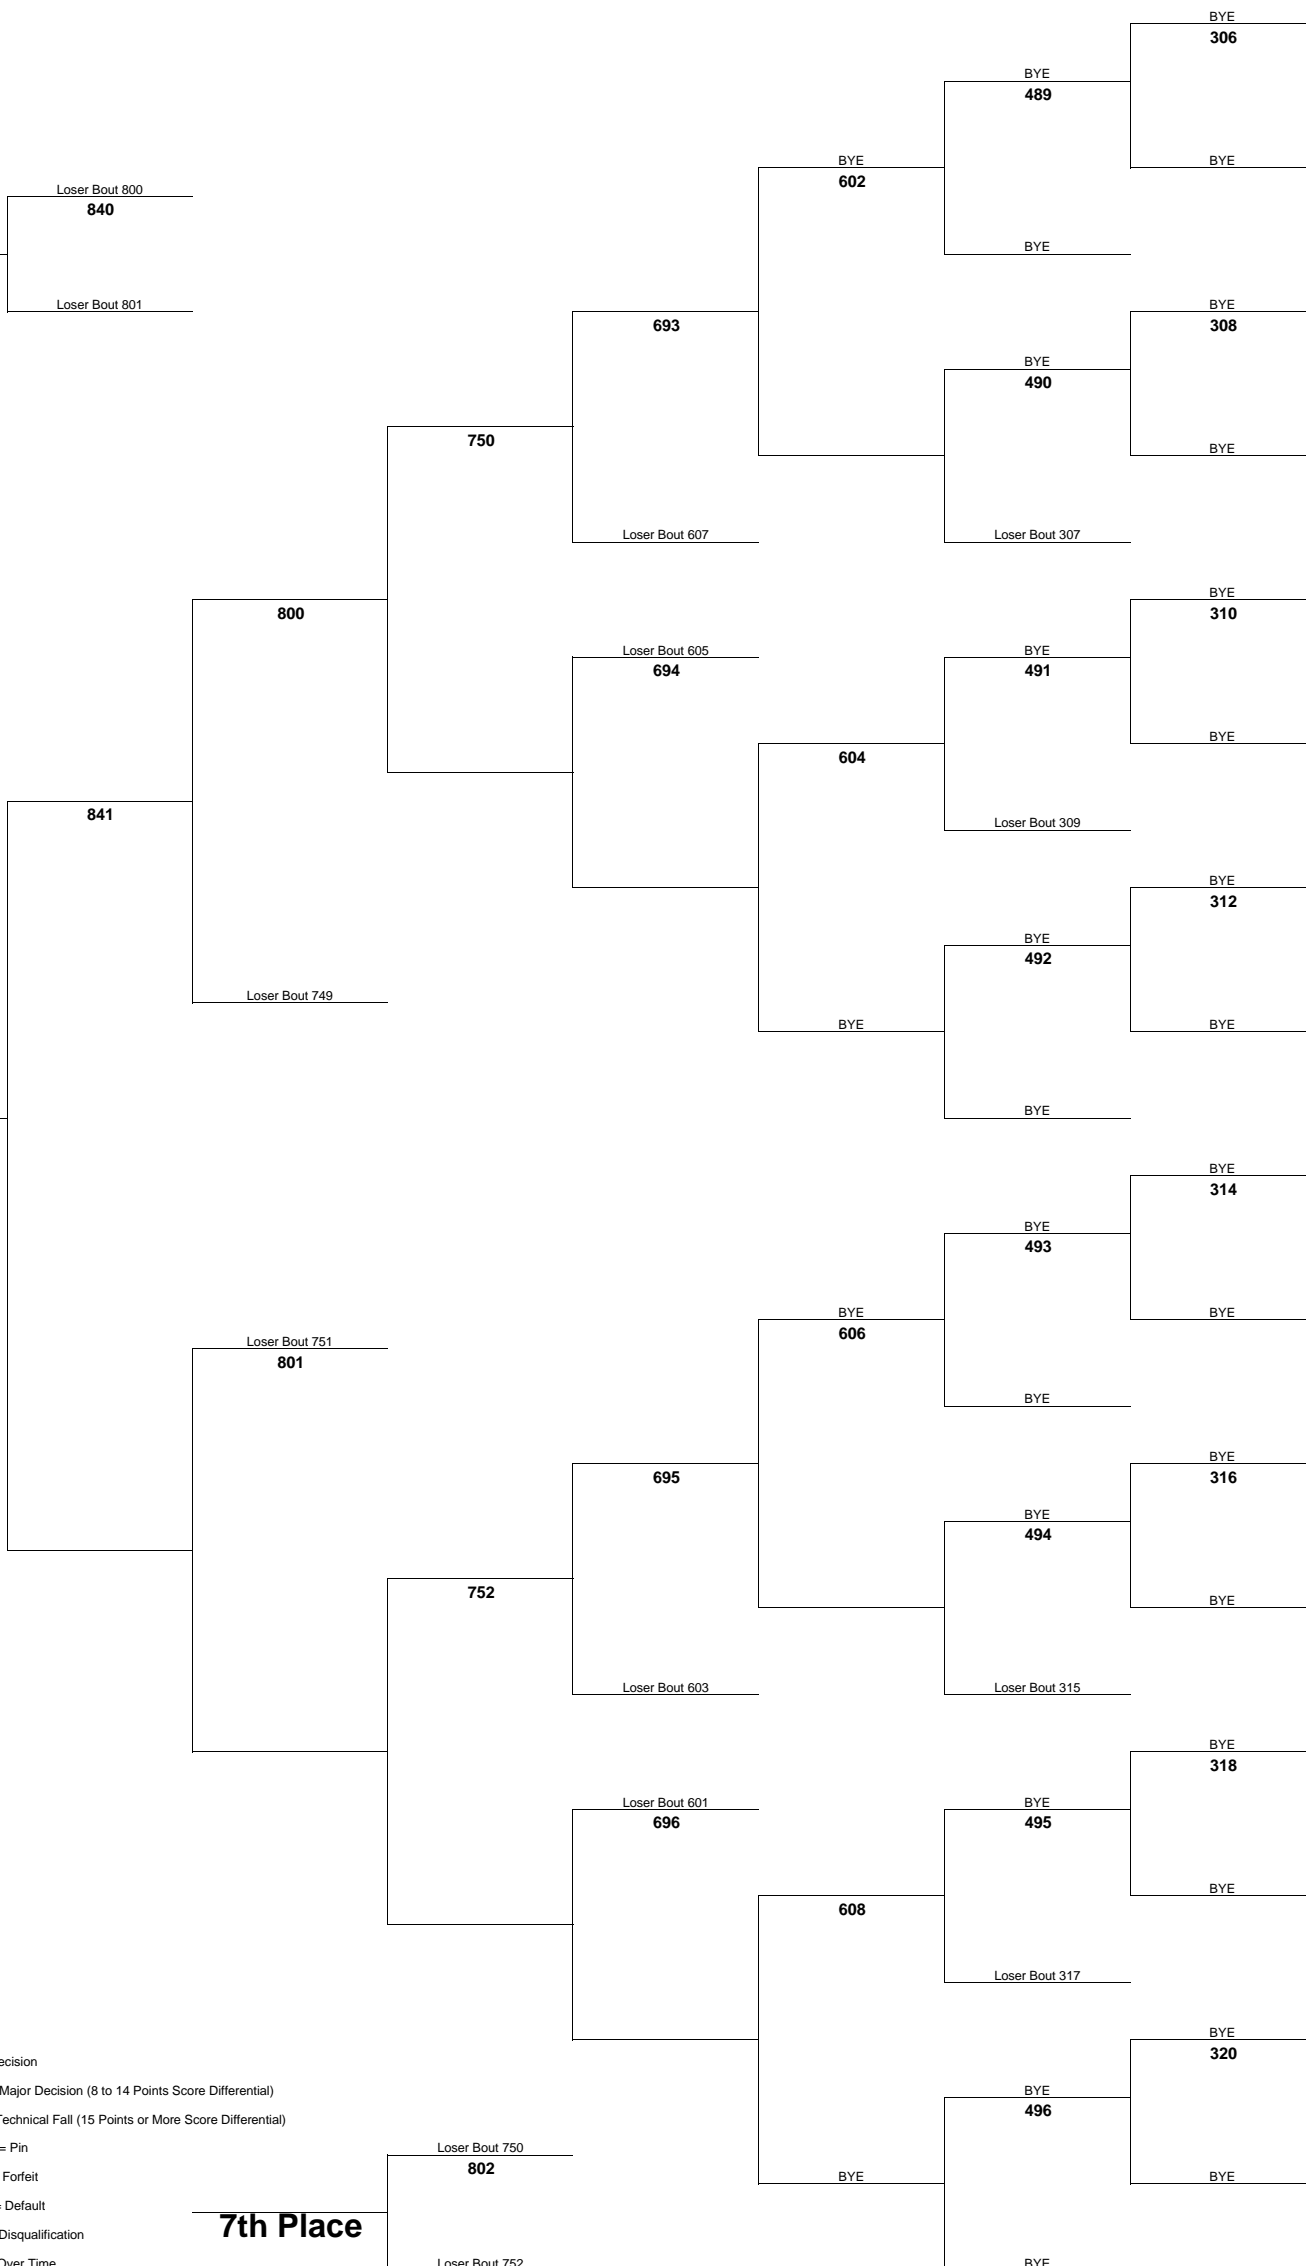 BYE
306
BYE
489
BYE
602
BYE
Loser Bout 800
840
BYE
Loser Bout 801
BYE
693
308
BYE
490
750
BYE
Loser Bout 607
Loser Bout 307
BYE
800
310
Loser Bout 605
BYE
694
491
BYE
604
841
Loser Bout 309
BYE
312
BYE
492
Loser Bout 749
BYE
BYE
BYE
BYE
314
BYE
493
BYE
BYE
606
Loser Bout 751
801
BYE
BYE
695
316
BYE
494
752
BYE
Loser Bout 603
Loser Bout 315
BYE
318
Loser Bout 601
BYE
696
495
BYE
608
Loser Bout 317
BYE
320
ecision
Major Decision (8 to 14 Points Score Differential)
BYE
496
Technical Fall (15 Points or More Score Differential)
= Pin
Loser Bout 750
802
Forfeit
BYE
BYE
= Default
7th Place
Disqualification
Over Time
Loser Bout 752
BYE